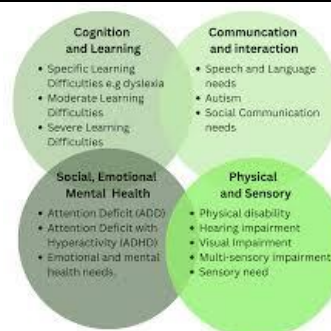 Cognition
and Learning
• Specific Learning
Difficulties e.g dyslexia
• Moderate Learning
Difficulties
• Severe Learning
Difficulties
Communcation
and interaction
• Speech and Language
needs
• Autism
• Social Communication
needs
Social, Emotional
Mental Health
• Attention Deficit (ADD)
• Attention Deficit with
Hyperactivity (ADHD)
• Emotional and mental
health needs.
Physical
and Sensory
• Physical disability
• Hearing impairment
• Visual Impairment
• Multi-sensory impairment
• Sensory need